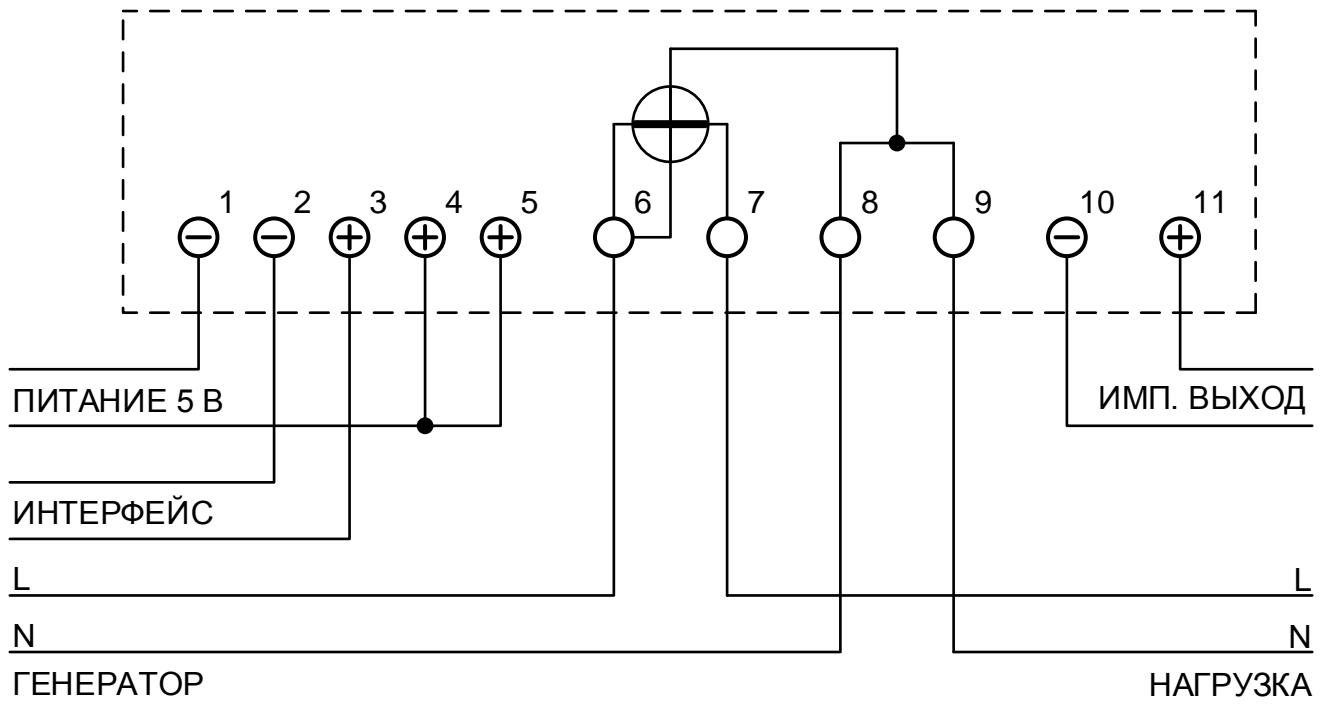 1 2 3 4 5 6 7 8 9 10 11
ПИТАНИЕ 5 В
ИМП. ВЫХОД
ИНТЕРФЕЙС
L L
N N
ГЕНЕРАТОР НАГРУЗКА